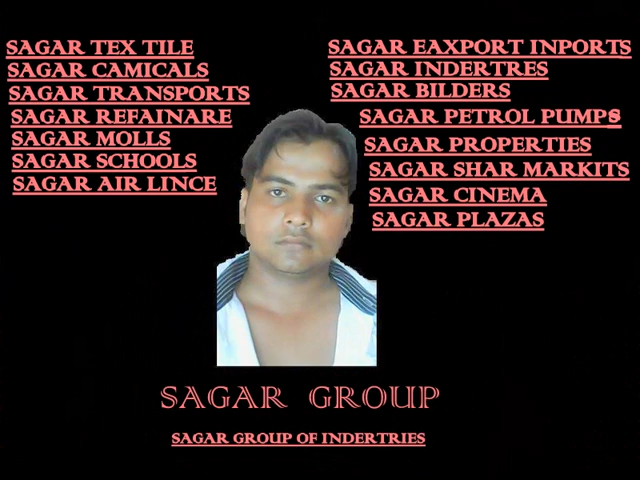 SAGAR TEX TILE
SAGAR CAMICALS
SAGAR TRANSPORTS
SAGAR REFAINARE
SAGAR MOLLS
SAGAR SCHOOLS
SAGAR AIR LINCE
SAGAR EAXPORT INPORTS
SAGAR INDERTRES
SAGAR BILDERS
SAGAR PETROL PUMPS
SAGAR PROPERTIES
SAGAR SHAR MARKITS
SAGAR CINEMA
SAGAR PLAZAS
SAGAR GROUP
SAGAR GROUP OF INDERTRIES